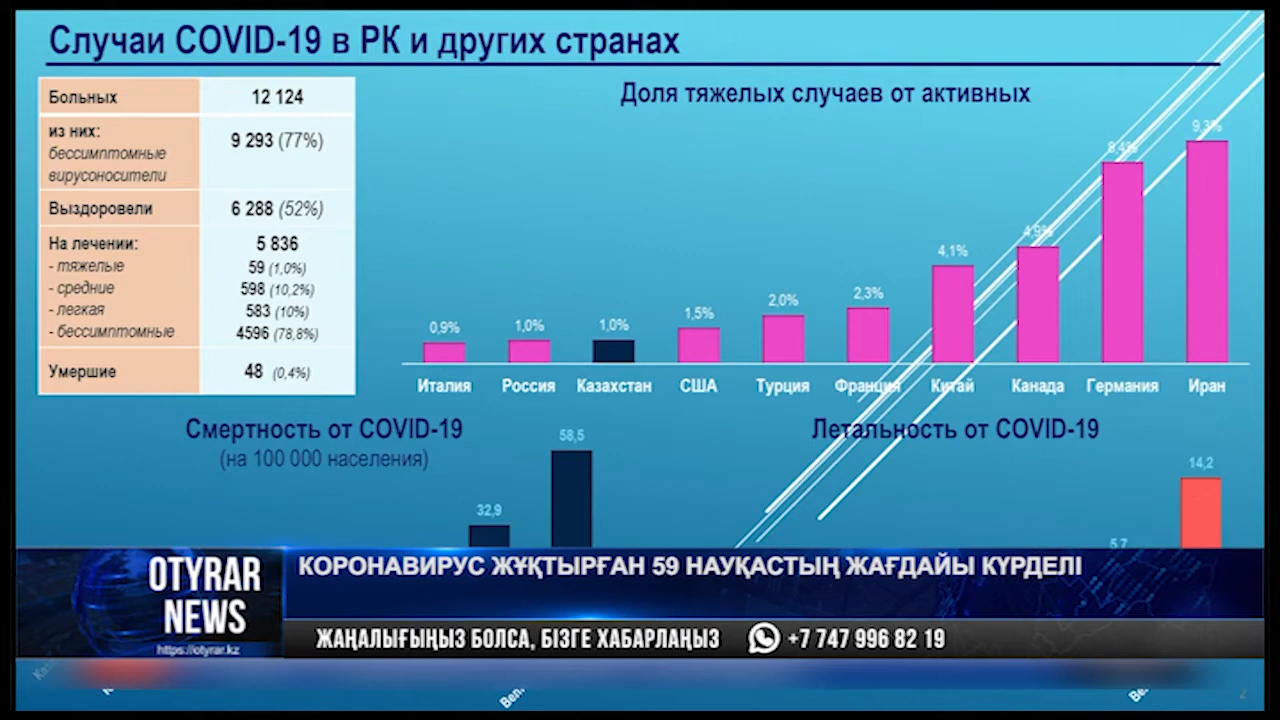 Случаи COVID-19 в РК и других странах
Больных 12 124
из них: 9 293 (77%)
бессимптомные
вирусоносители
Выздоровели 6 288 (52%)
На лечении: 5 836
- тяжелые 59 (1,0%)
- средние 598 (10,2%)
- легкая 583 (10%)
- бессимптомные 4596 (78,8%)
Умершие 48 (0,4%)
Доля тяжелых случаев от активных
0,9% 1,0% 1,0% 1,5% 2,0% 2,3% 4,1% 4,9% 8,4% 9,3%
Италия Россия Казахстан США Турция Франция Китай Канада Германия Иран
Смертность от COVID-19
(на 100 000 населения)
32,9 58,5
Летальность от COVID-19
5,7 14,2
OTYRAR
NEWS
https://otyrar.kz
КОРОНАВИРУС ЖҰҚТЫРҒАН 59 НАУҚАСТЫҢ ЖАҒДАЙЫ КҮРДЕЛІ
ЖАҢАЛЫҒЫҢЫЗ БОЛСА, БІЗГЕ ХАБАРЛАҢЫЗ +7 747 996 82 19
2